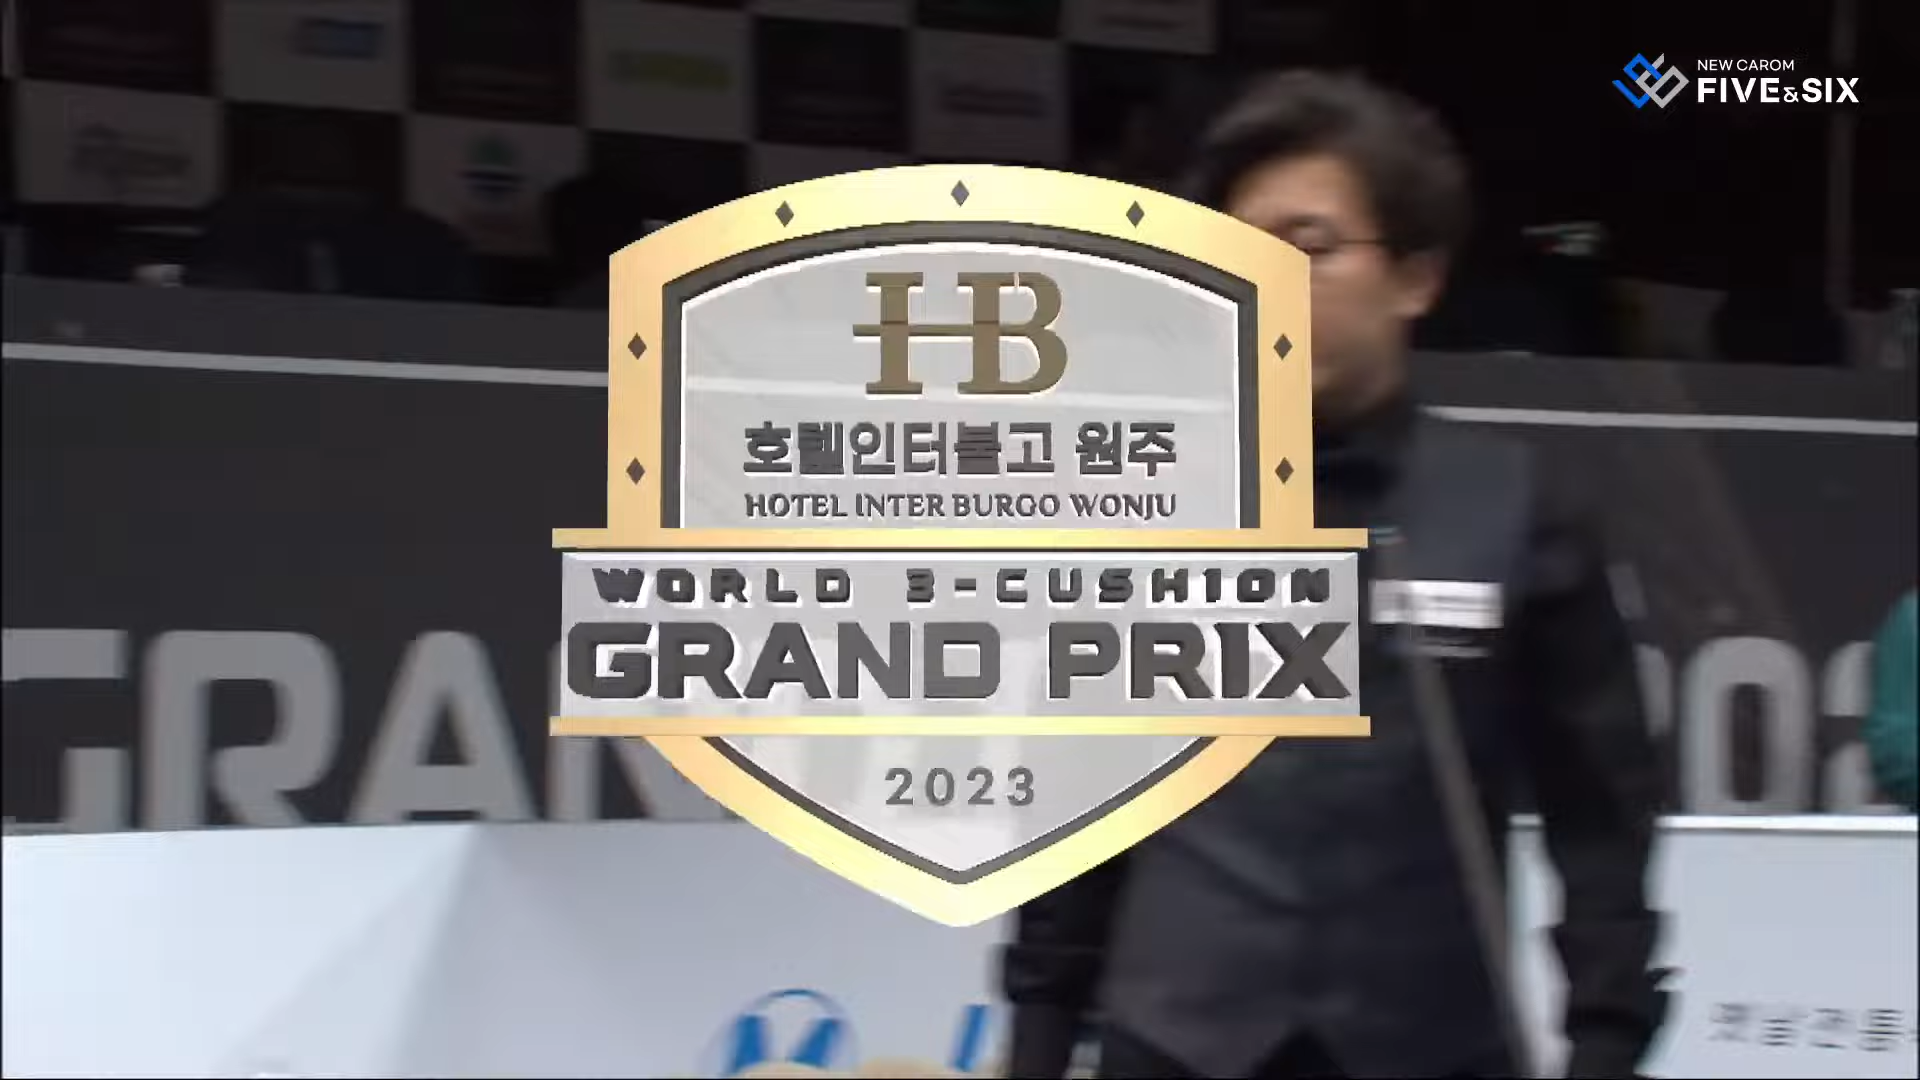 NEW CAROM
FIVE&SIX
HB
호텔인터불고 원주
HOTEL INTER BURGO WONJU
WORLD 3-CUSHION
GRAND PRIX
2023
GRAN